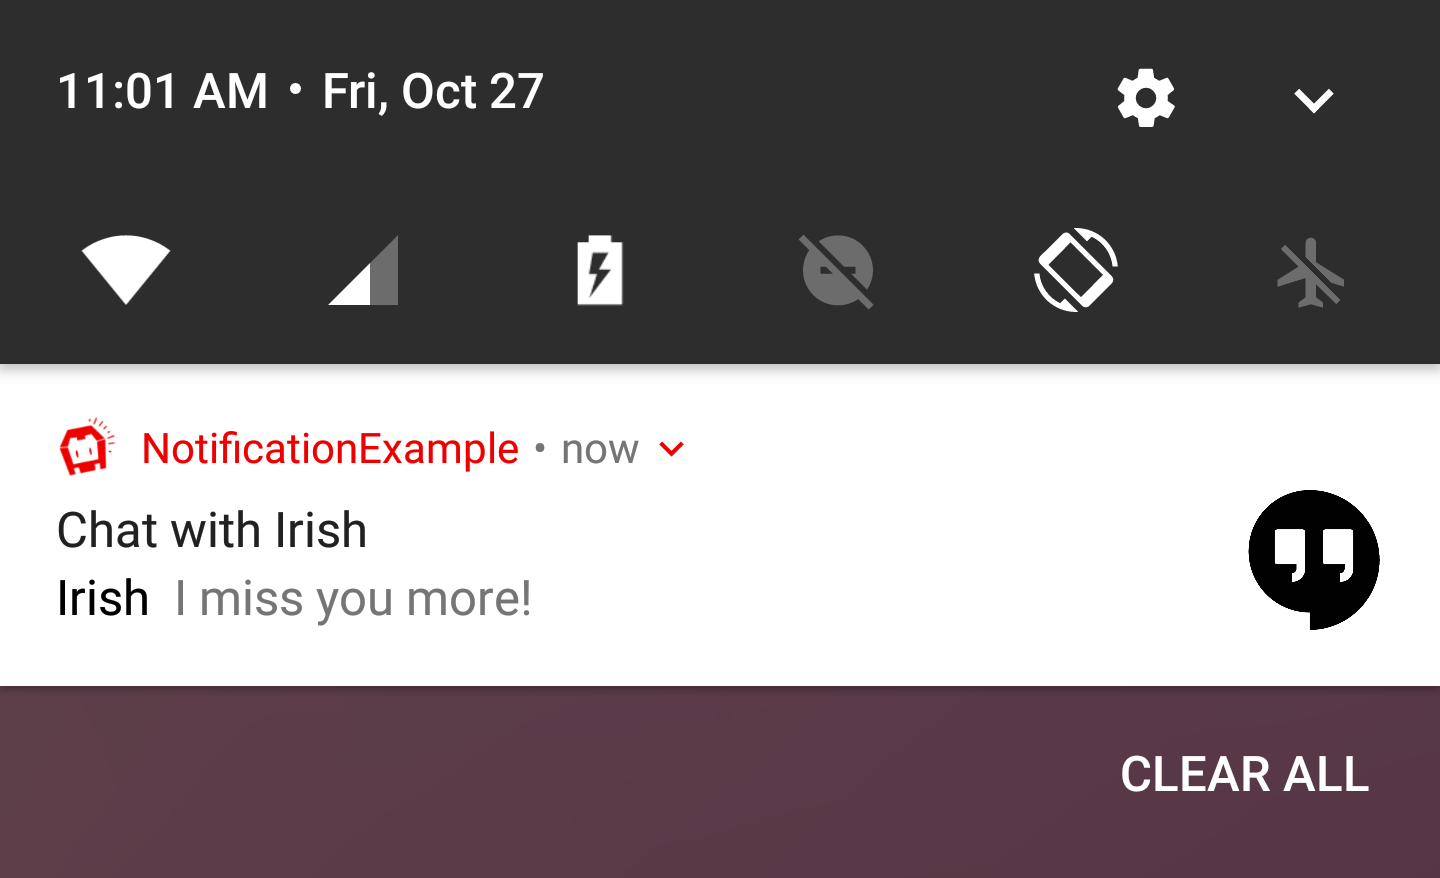 11:01 AM • Fri, Oct 27
NotificationExample • now
Chat with Irish
Irish I miss you more!
CLEAR ALL